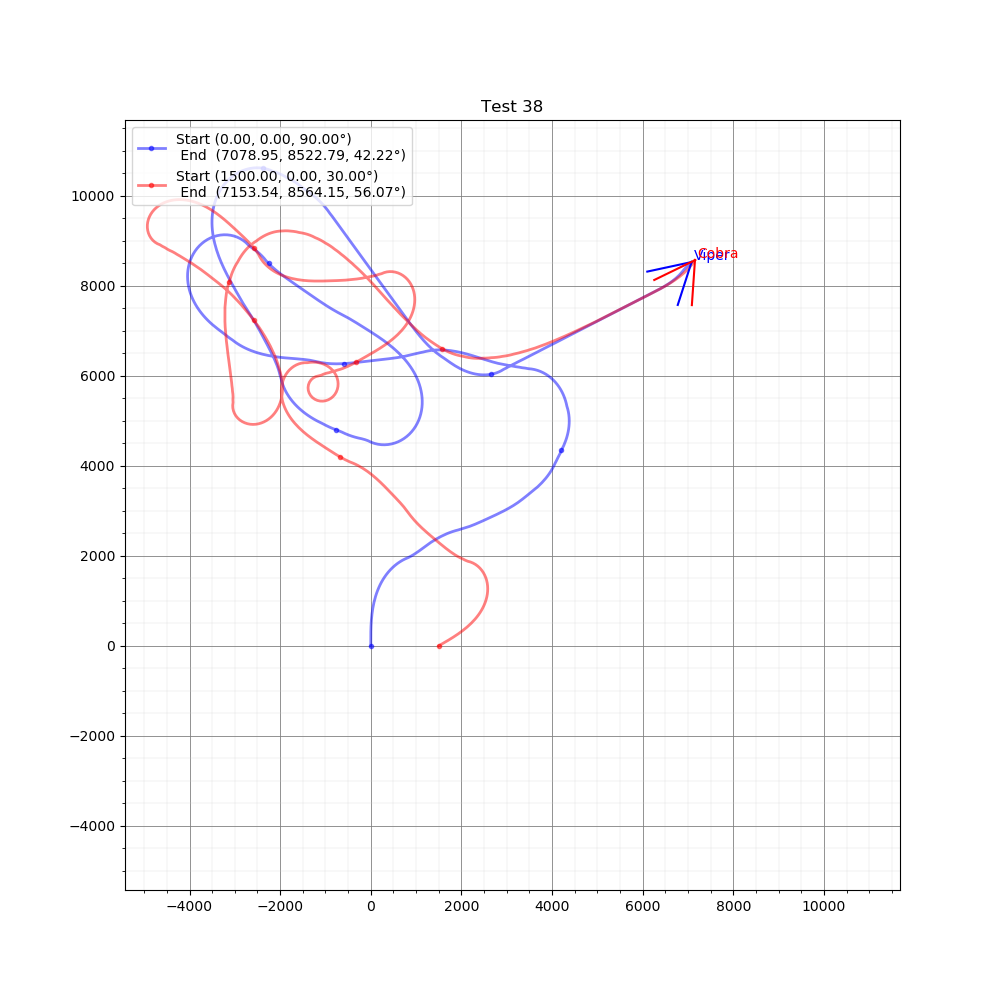 Test 38
Start (0.00, 0.00, 90.00°)
End (7078.95, 8522.79, 42.22°)
Start (1500.00, 0.00, 30.00°)
End (7153.54, 8564.15, 56.07°)
Cobra
Viper
10000
8000
6000
4000
2000
0
−2000
−4000
−4000 −2000 0 2000 4000 6000 8000 10000